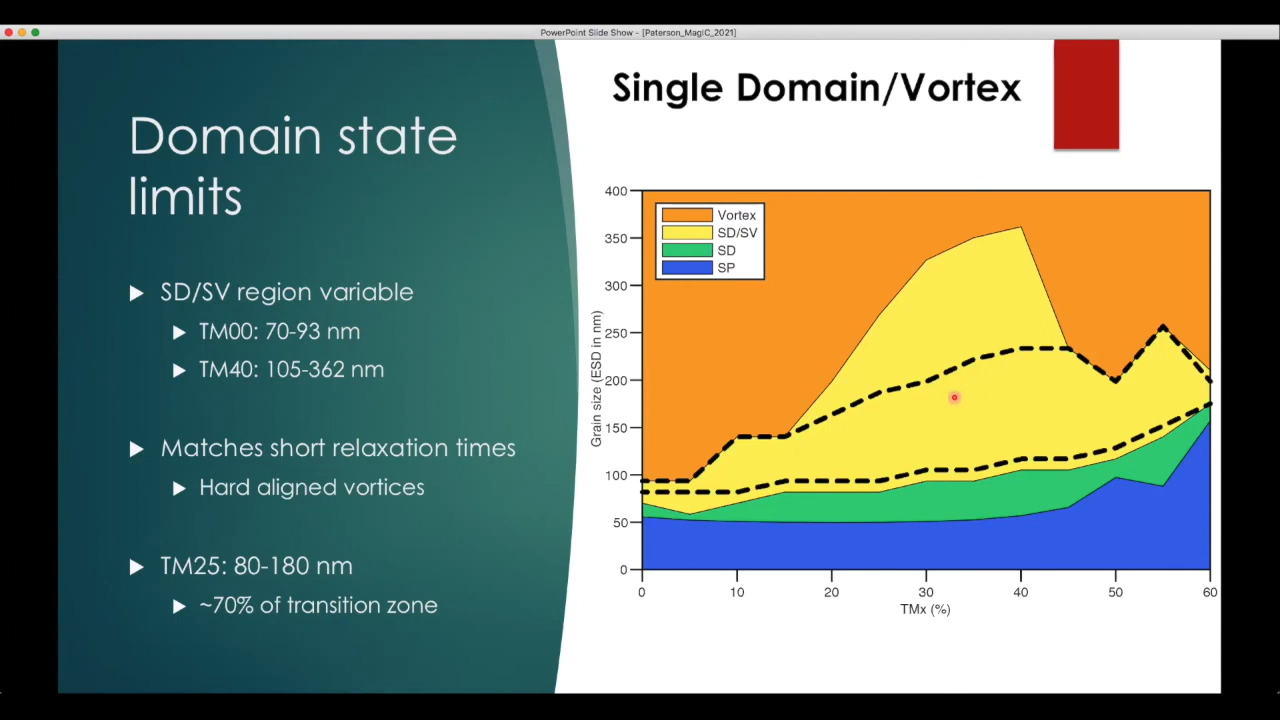 PowerPoint Slide Show - [Paterson_MagIC_2021]
Domain state
limits
▶ SD/SV region variable
▶ TM00: 70-93 nm
▶ TM40: 105-362 nm
▶ Matches short relaxation times
▶ Hard aligned vortices
▶ TM25: 80-180 nm
▶ ~70% of transition zone
Single Domain/Vortex
Vortex
SD/SV
SD
SP
Grain size (ESD in nm)
400
350
300
250
200
150
100
50
0
0 10 20 30 40 50 60
TMx (%)